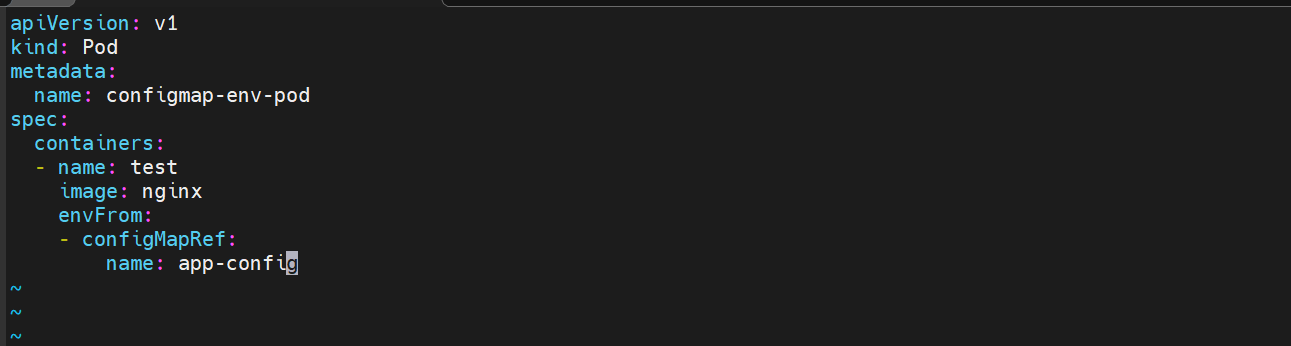 apiVersion: v1
kind: Pod
metadata:
  name: configmap-env-pod
spec:
  containers:
  - name: test
    image: nginx
    envFrom:
    - configMapRef:
        name: app-config
~
~
~